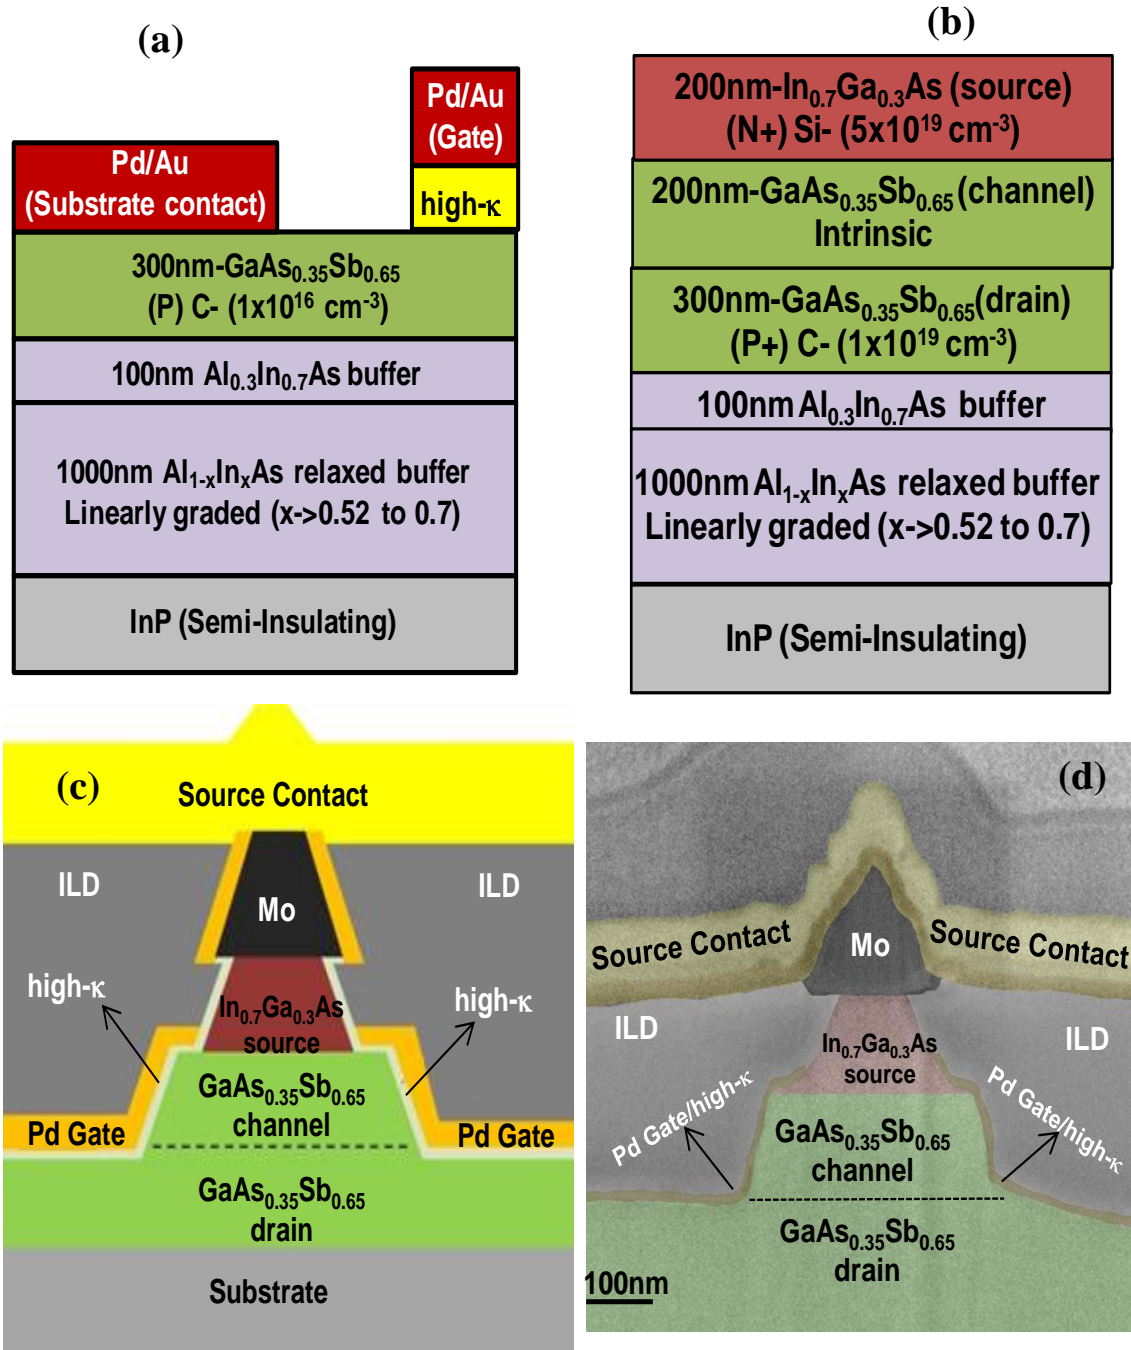 (a)
Pd/Au
(Gate)
high-κ
Pd/Au
(Substrate contact)
300nm-GaAs₀.₃₅Sb₀.₆₅
(P) C- (1x10¹⁶ cm⁻³)
100nm Al₀.₃In₀.₇As buffer
1000nm Al₁₋ₓInₓAs relaxed buffer
Linearly graded (x->0.52 to 0.7)
InP (Semi-Insulating)
(b)
200nm-In₀.₇Ga₀.₃As (source)
(N+) Si- (5x10¹⁹ cm⁻³)
200nm-GaAs₀.₃₅Sb₀.₆₅ (channel)
Intrinsic
300nm-GaAs₀.₃₅Sb₀.₆₅(drain)
(P+) C- (1x10¹⁹ cm⁻³)
100nm Al₀.₃In₀.₇As buffer
1000nm Al₁₋ₓInₓAs relaxed buffer
Linearly graded (x->0.52 to 0.7)
InP (Semi-Insulating)
(c)
Source Contact
ILD
ILD
Mo
high-κ
high-κ
In₀.₇Ga₀.₃As
source
GaAs₀.₃₅Sb₀.₆₅
channel
Pd Gate
Pd Gate
GaAs₀.₃₅Sb₀.₆₅
drain
Substrate
(d)
Source Contact
Mo
Source Contact
ILD
ILD
In₀.₇Ga₀.₃As
source
Pd Gate/high-κ
Pd Gate/high-κ
GaAs₀.₃₅Sb₀.₆₅
channel
GaAs₀.₃₅Sb₀.₆₅
drain
100nm